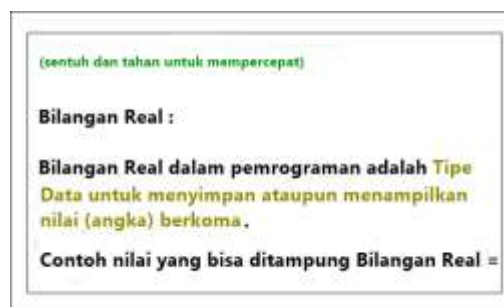 (sentuh dan tahan untuk mempercepat)
Bilangan Real :
Bilangan Real dalam pemrograman adalah Tipe
Data untuk menyimpan ataupun menampilkan
nilai (angka) berkoma.
Contoh nilai yang bisa ditampung Bilangan Real =